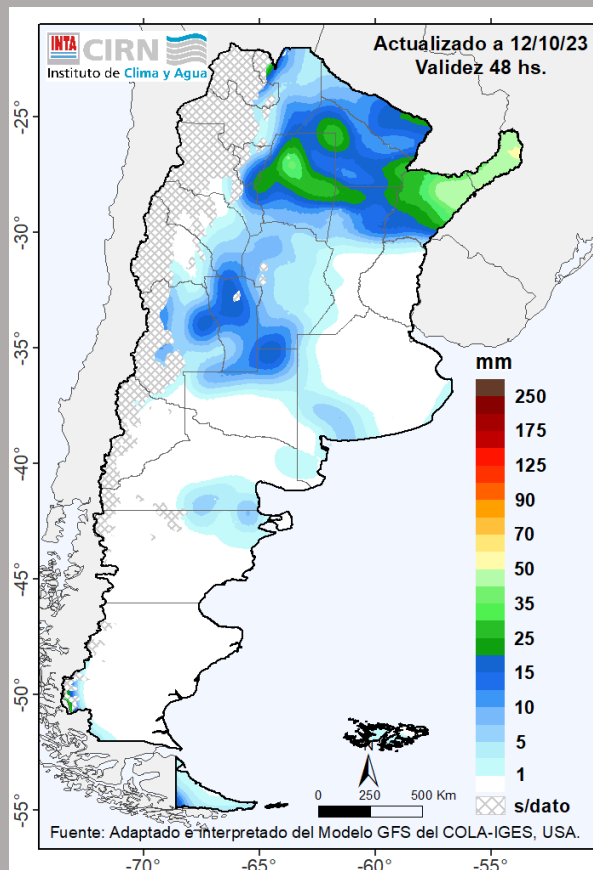 INTA CIRN
Instituto de Clima y Agua
Actualizado a 12/10/23
Validez 48 hs.
-25°
-30°
-35°
-40°
-45°
-50°
-55°
mm
250
175
125
90
70
50
35
25
15
10
5
1
s/dato
N
0 250 500 Km
Fuente: Adaptado e interpretado del Modelo GFS del COLA-IGES, USA.
-70° -65° -60° -55°